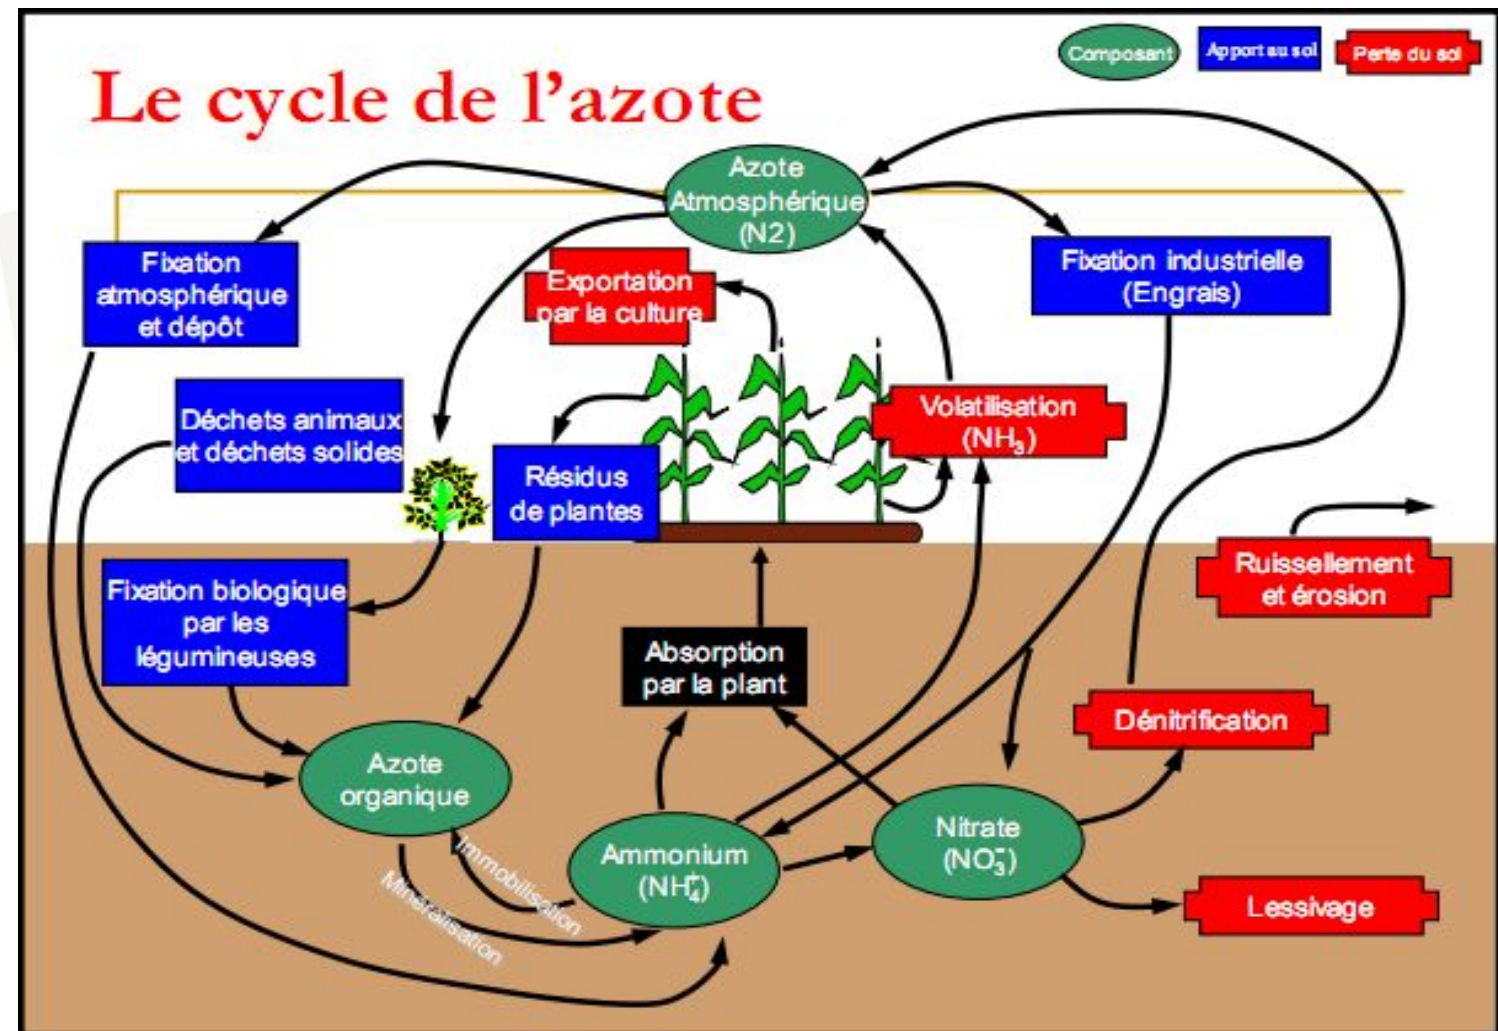 Composant
Apport au sol
Perte du sol
Le cycle de l'azote
Azote
Atmosphérique
(N2)
Fixation
atmosphérique
et dépôt
Exportation
par la culture
Fixation industrielle
(Engrais)
Déchets animaux
et déchets solides
Volatilisation
(NH₃)
Résidus
de plantes
Fixation biologique
par les
légumineuses
Ruissellement
et érosion
Absorption
par la plant
Dénitrification
Azote
organique
Ammonium
(NH₄⁺)
Nitrate
(NO₃⁻)
Immobilisation
Minéralisation
Lessivage